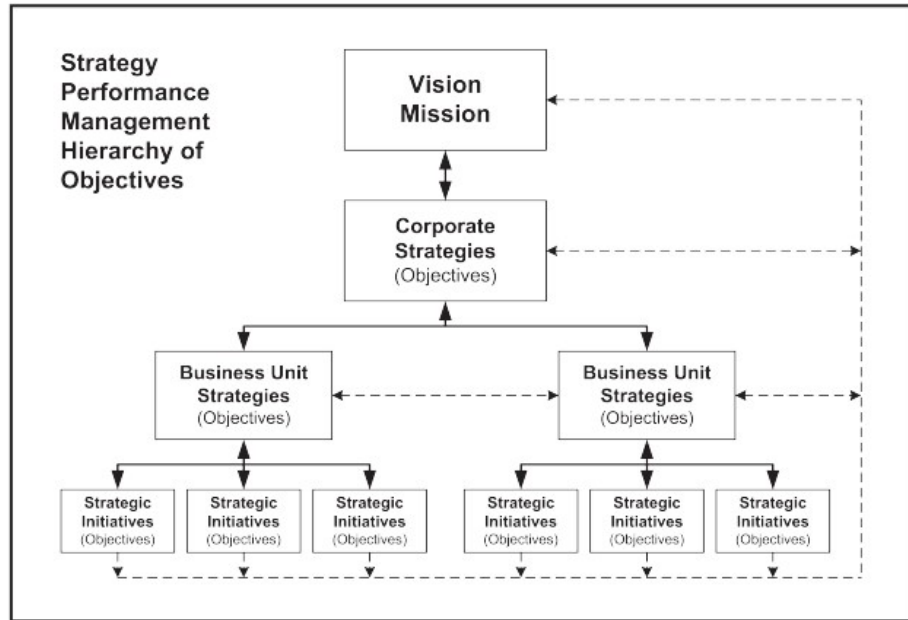 Strategy
Performance
Management
Hierarchy of
Objectives
Vision
Mission
Corporate
Strategies
(Objectives)
Business Unit
Strategies
(Objectives)
Business Unit
Strategies
(Objectives)
Strategic
Initiatives
(Objectives)
Strategic
Initiatives
(Objectives)
Strategic
Initiatives
(Objectives)
Strategic
Initiatives
(Objectives)
Strategic
Initiatives
(Objectives)
Strategic
Initiatives
(Objectives)